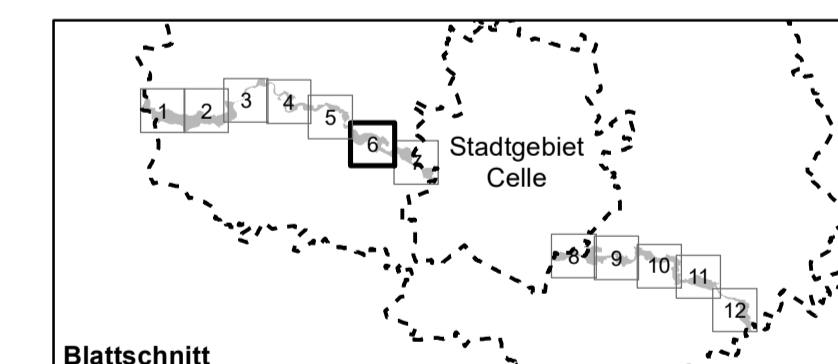 1 2 3 4 5 6 7
Stadtgebiet
Celle
8 9 10 11 12
Blattschnitt